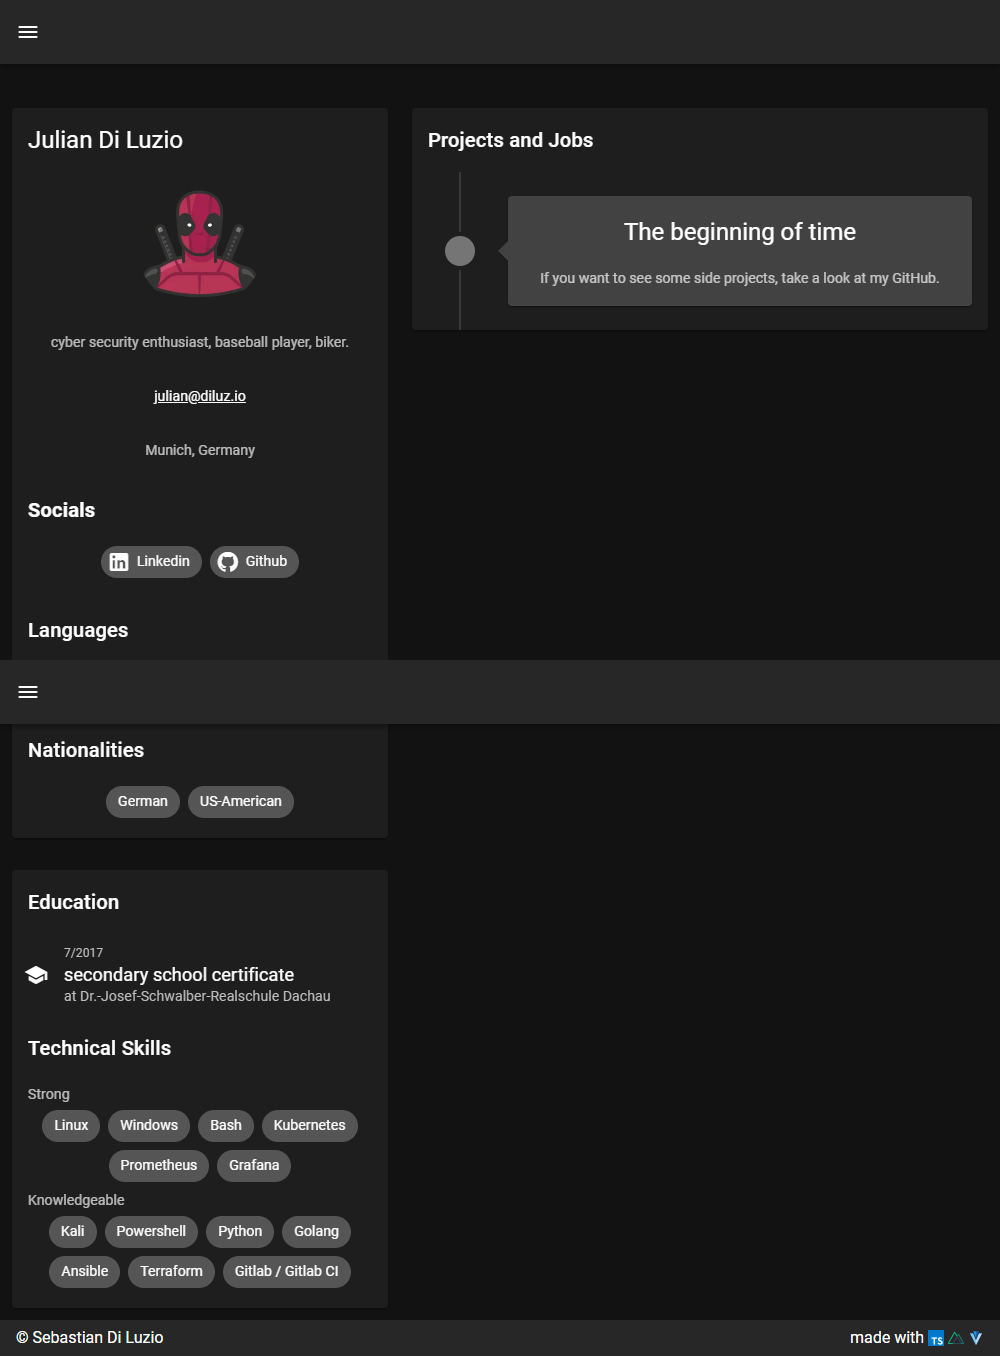 Julian Di Luzio
cyber security enthusiast, baseball player, biker.
julian@diluz.io
Munich, Germany
Socials
Linkedin Github
Languages
Projects and Jobs
The beginning of time
If you want to see some side projects, take a look at my GitHub.
Nationalities
German US-American
Education
7/2017
secondary school certificate
at Dr.-Josef-Schwalber-Realschule Dachau
Technical Skills
Strong
Linux Windows Bash Kubernetes
Prometheus Grafana
Knowledgeable
Kali Powershell Python Golang
Ansible Terraform Gitlab / Gitlab CI
© Sebastian Di Luzio
made with TS